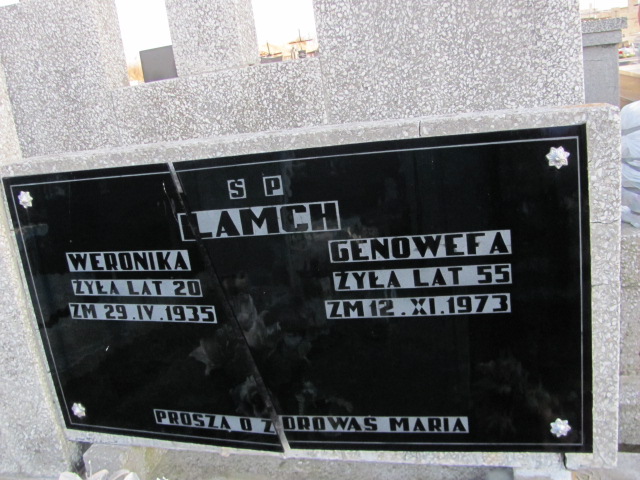 Ś P
LAMCH
WERONIKA
ŻYŁA LAT 20
ZM 29.IV.1935
GENOWEFA
ŻYŁA LAT 55
ZM 12.XI.1973
PROSZĄ O ZDROWAŚ MARIA